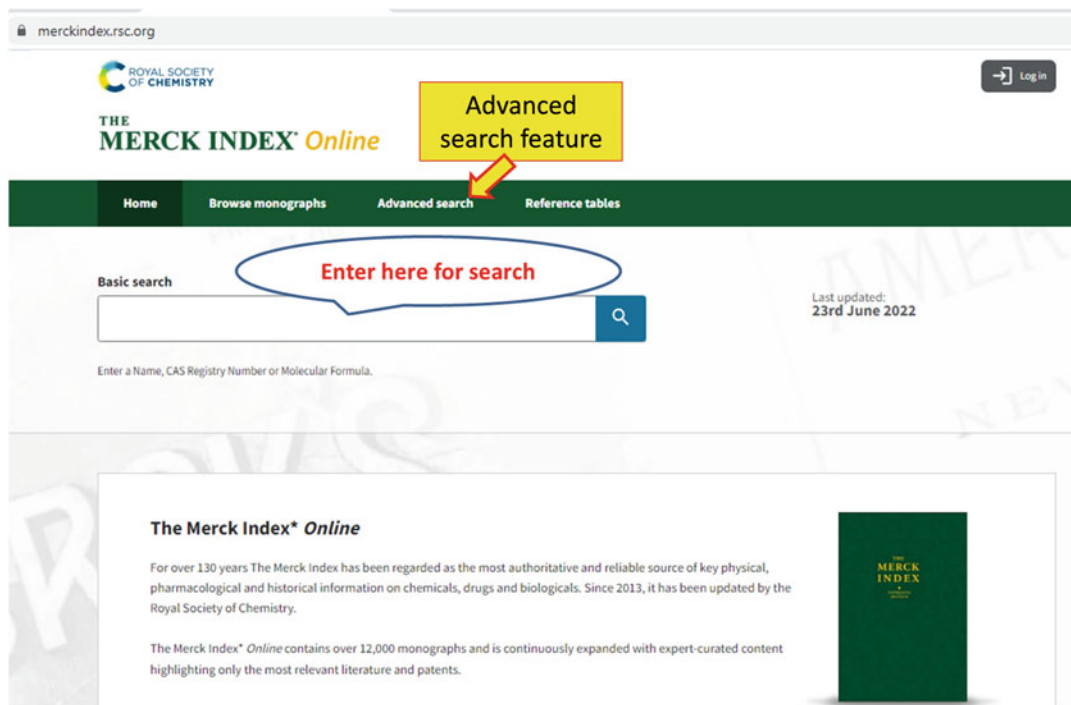 merckindex.rsc.org
ROYAL SOCIETY
OF CHEMISTRY
Log in
THE
MERCK INDEX* Online
Advanced
search feature
Home Browse monographs Advanced search Reference tables
Enter here for search
Basic search
Last updated:
23rd June 2022
Enter a Name, CAS Registry Number or Molecular Formula.
The Merck Index* Online
For over 130 years The Merck Index has been regarded as the most authoritative and reliable source of key physical,
pharmacological and historical information on chemicals, drugs and biologicals. Since 2013, it has been updated by the
Royal Society of Chemistry.
The Merck Index* Online contains over 12,000 monographs and is continuously expanded with expert-curated content
highlighting only the most relevant literature and patents.
THE
MERCK
INDEX